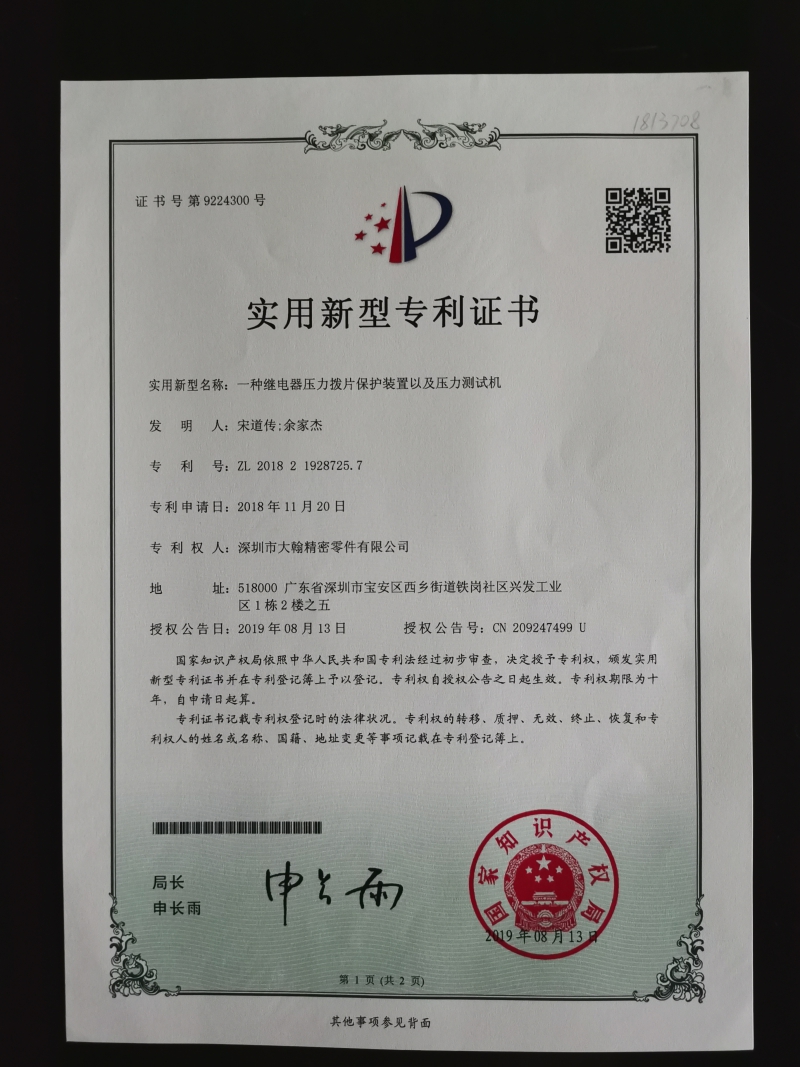 1813708
证书号第9224300号
实用新型专利证书
实用新型名称：一种继电器压力拨片保护装置以及压力测试机
发明人：宋道传;余家杰
专利号：ZL 2018 2 1928725.7
专利申请日：2018年11月20日
专利权人：深圳市大翰精密零件有限公司
地址：518000 广东省深圳市宝安区西乡街道铁岗社区兴发工业
区1栋2楼之五
授权公告日：2019年08月13日 授权公告号：CN 209247499 U
国家知识产权局依照中华人民共和国专利法经过初步审查，决定授予专利权，颁发实用
新型专利证书并在专利登记簿上予以登记。专利权自授权公告之日起生效。专利权期限为十
年，自申请日起算。
专利证书记载专利权登记时的法律状况。专利权的转移、质押、无效、终止、恢复和专
利权人的姓名或名称、国籍、地址变更等事项记载在专利登记簿上。
局长
申长雨
申长雨
国家知识产权局
2019年08月13日
第1页(共2页)
其他事项参见背面